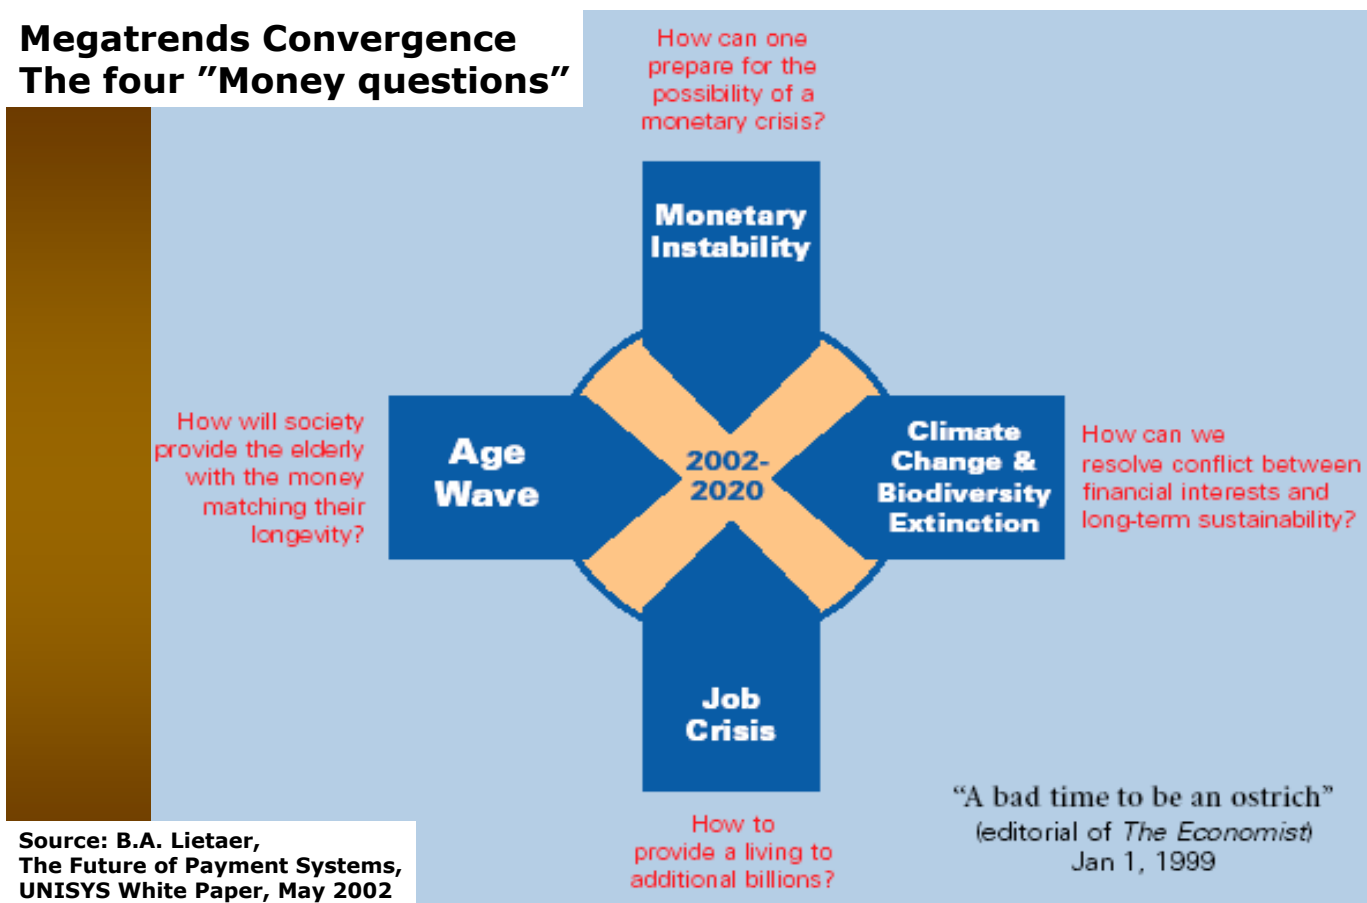 Megatrends Convergence
The four ”Money questions”
How can one
prepare for the
possibility of a
monetary crisis?
Monetary
Instability
How will society
provide the elderly
with the money
matching their
longevity?
Age
Wave
2002-
2020
Climate
Change &
Biodiversity
Extinction
How can we
resolve conflict between
financial interests and
long-term sustainability?
Job
Crisis
How to
provide a living to
additional billions?
“A bad time to be an ostrich”
(editorial of The Economist)
Jan 1, 1999
Source: B.A. Lietaer,
The Future of Payment Systems,
UNISYS White Paper, May 2002